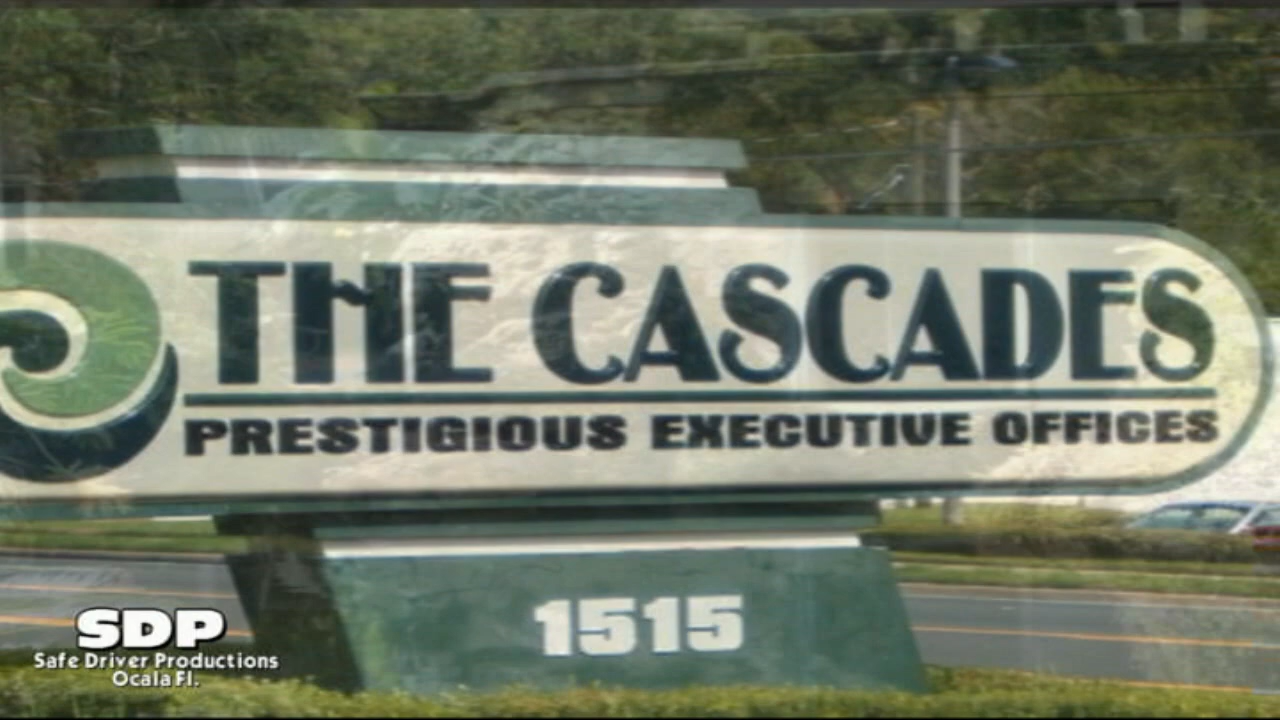 THE CASCADES
PRESTIGIOUS EXECUTIVE OFFICES
1515
SDP
Safe Driver Productions
Ocala Fl.